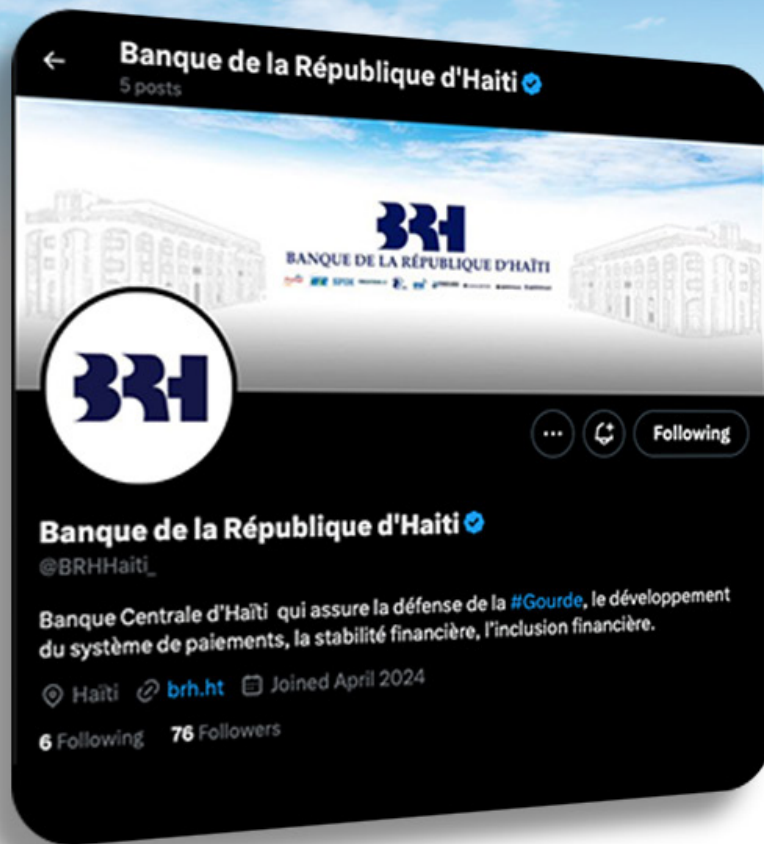 Banque de la République d'Haiti
5 posts
BRH
BANQUE DE LA RÉPUBLIQUE D'HAÏTI
BRH
Following
Banque de la République d'Haiti
@BRHHaiti_
Banque Centrale d'Haïti qui assure la défense de la #Gourde, le développement
du système de paiements, la stabilité financière, l'inclusion financière.
Haïti brh.ht Joined April 2024
6 Following 76 Followers